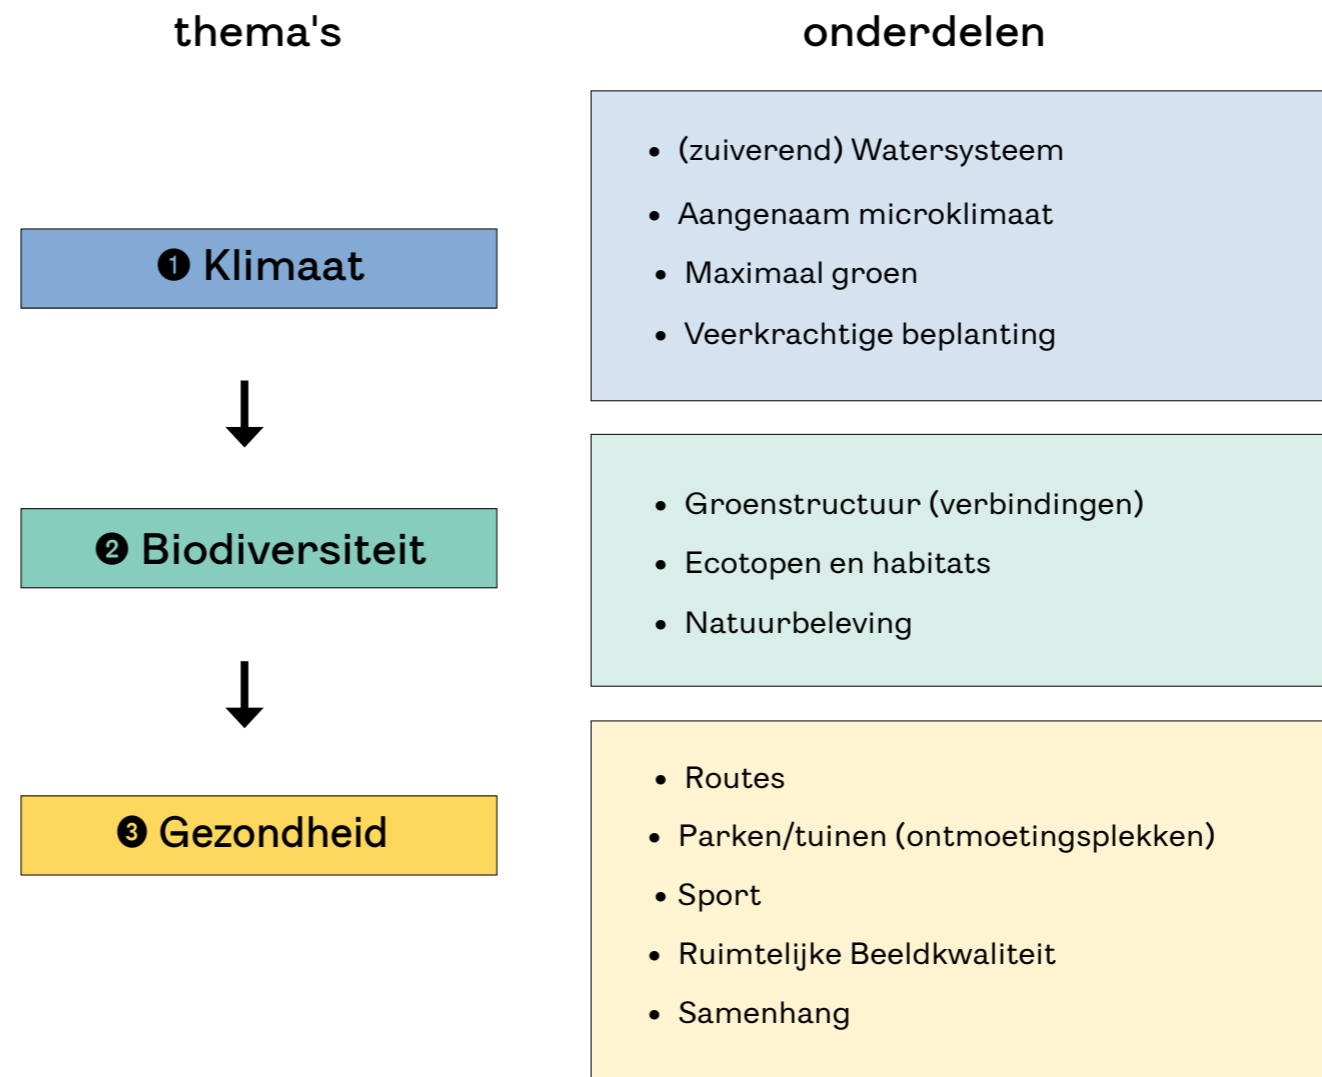 thema's
onderdelen
❶ Klimaat
• (zuiverend) Watersysteem
• Aangenaam microklimaat
• Maximaal groen
• Veerkrachtige beplanting
❷ Biodiversiteit
• Groenstructuur (verbindingen)
• Ecotopen en habitats
• Natuurbeleving
❸ Gezondheid
• Routes
• Parken/tuinen (ontmoetingsplekken)
• Sport
• Ruimtelijke Beeldkwaliteit
• Samenhang